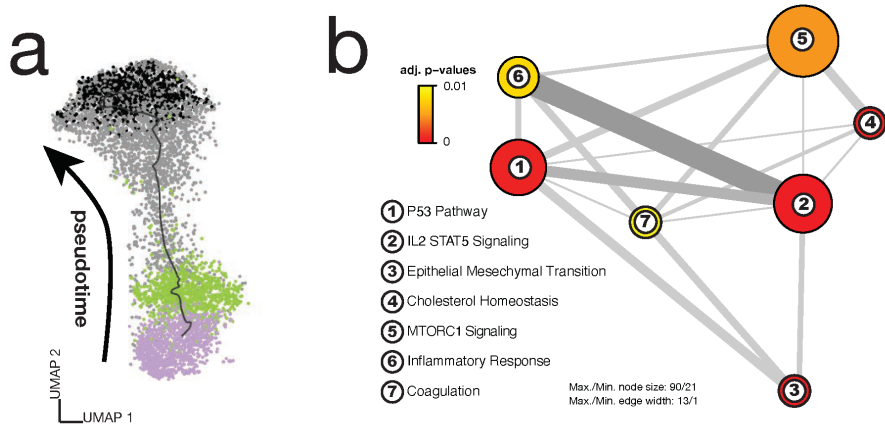 a
pseudotime
UMAP 2
UMAP 1
b
adj. p-values
0.01
0
5
6
4
1
2
7
3
1 P53 Pathway
2 IL2 STAT5 Signaling
3 Epithelial Mesechymal Transition
4 Cholesterol Homeostasis
5 MTORC1 Signaling
6 Inflammatory Response
7 Coagulation
Max./Min. node size: 90/21
Max./Min. edge width: 13/1